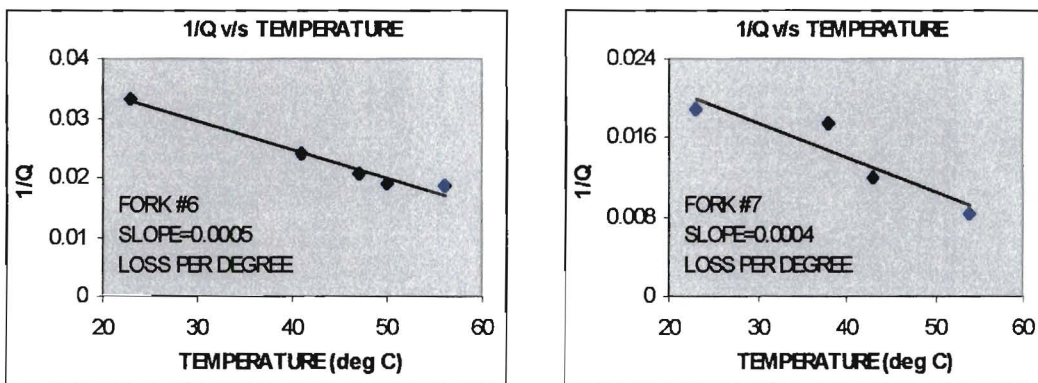 1/Q v/s TEMPERATURE
0.04
0.03
0.02
0.01
0
1/Q
FORK #6
SLOPE=0.0005
LOSS PER DEGREE
20 30 40 50 60
TEMPERATURE (deg C)
1/Q v/s TEMPERATURE
0.024
0.016
0.008
0
1/Q
FORK #7
SLOPE=0.0004
LOSS PER DEGREE
20 30 40 50 60
TEMPERATURE (deg C)